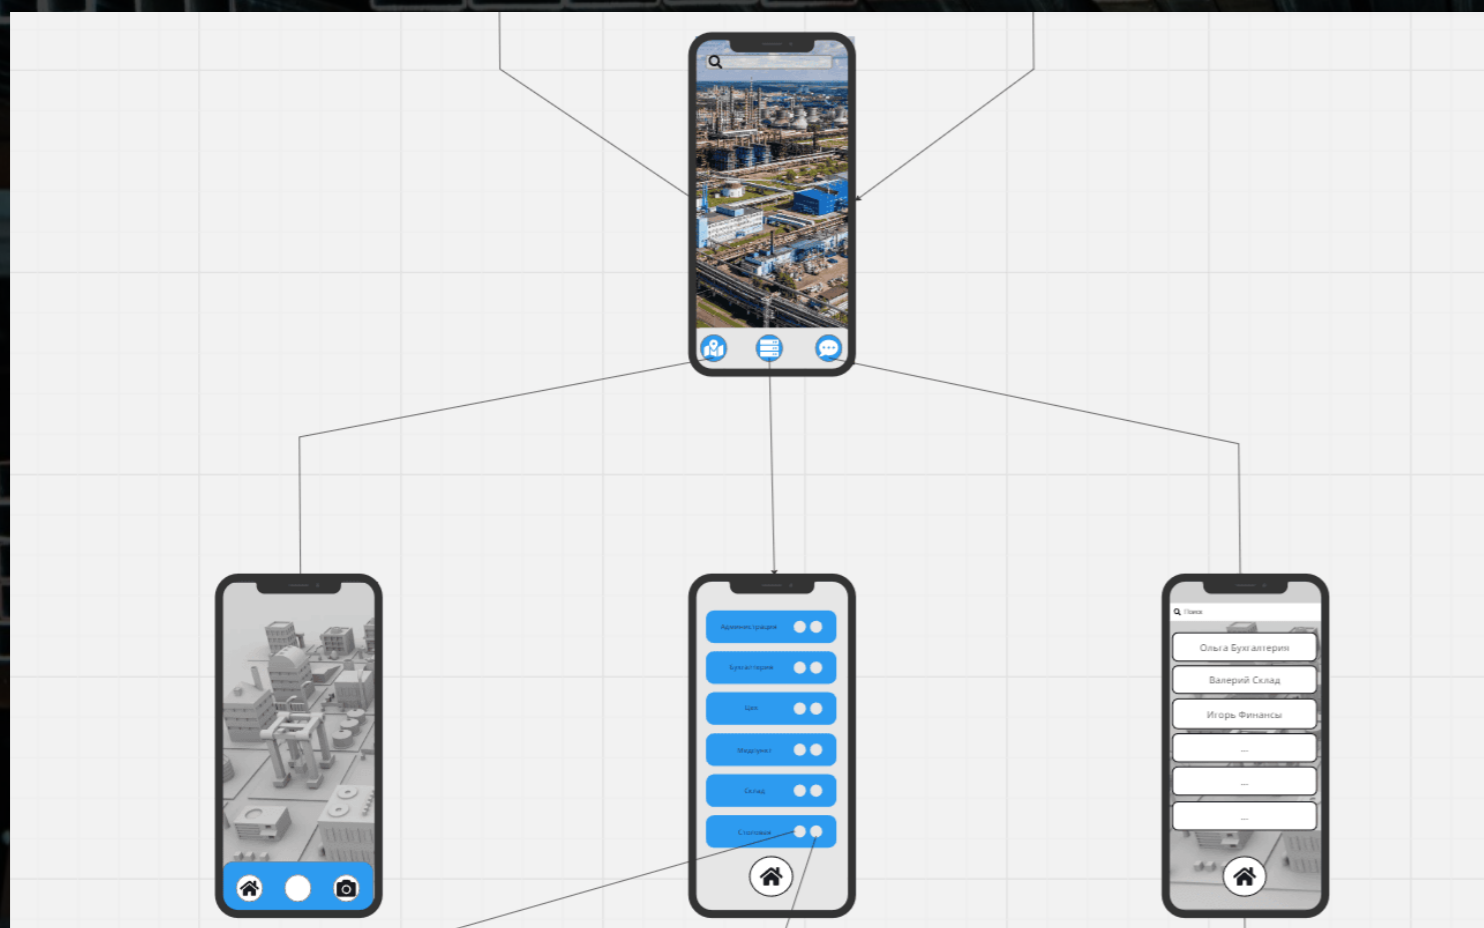 Администрация
Бухгалтерия
Цех
Медпункт
Склад
Столовая
Поиск
Ольга Бухгалтерия
Валерий Склад
Игорь Финансы
...
...
...